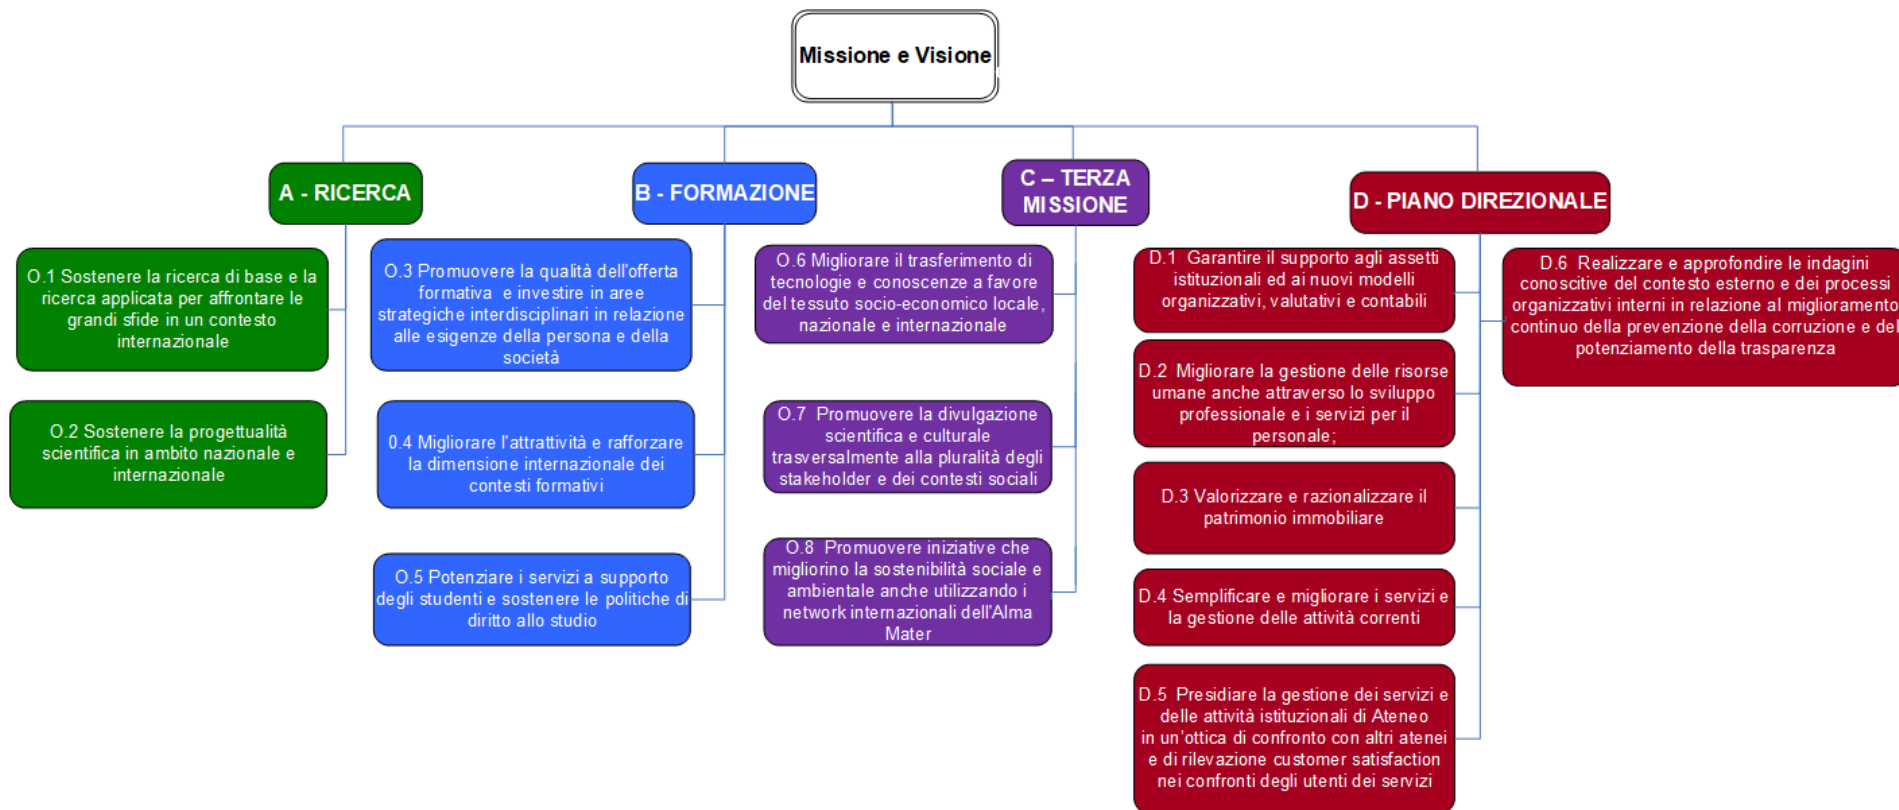 Missione e Visione
A - RICERCA
O.1 Sostenere la ricerca di base e la
ricerca applicata per affrontare le
grandi sfide in un contesto
internazionale
O.2 Sostenere la progettualità
scientifica in ambito nazionale e
internazionale
B - FORMAZIONE
O.3 Promuovere la qualità dell'offerta
formativa e investire in aree
strategiche interdisciplinari in relazione
alle esigenze della persona e della
società
0.4 Migliorare l'attrattività e rafforzare
la dimensione internazionale dei
contesti formativi
O.5 Potenziare i servizi a supporto
degli studenti e sostenere le politiche di
diritto allo studio
C – TERZA
MISSIONE
O.6 Migliorare il trasferimento di
tecnologie e conoscenze a favore
del tessuto socio-economico locale,
nazionale e internazionale
O.7 Promuovere la divulgazione
scientifica e culturale
trasversalmente alla pluralità degli
stakeholder e dei contesti sociali
O.8 Promuovere iniziative che
migliorino la sostenibilità sociale e
ambientale anche utilizzando i
network internazionali dell'Alma
Mater
D - PIANO DIREZIONALE
D.1 Garantire il supporto agli assetti
istituzionali ed ai nuovi modelli
organizzativi, valutativi e contabili
D.2 Migliorare la gestione delle risorse
umane anche attraverso lo sviluppo
professionale e i servizi per il
personale;
D.3 Valorizzare e razionalizzare il
patrimonio immobiliare
D.4 Semplificare e migliorare i servizi e
la gestione delle attività correnti
D.5 Presidiare la gestione dei servizi e
delle attività istituzionali di Ateneo
in un'ottica di confronto con altri atenei
e di rilevazione customer satisfaction
nei confronti degli utenti dei servizi
D.6 Realizzare e approfondire le indagini
conoscitive del contesto esterno e dei processi
organizzativi interni in relazione al miglioramento
continuo della prevenzione della corruzione e del
potenziamento della trasparenza